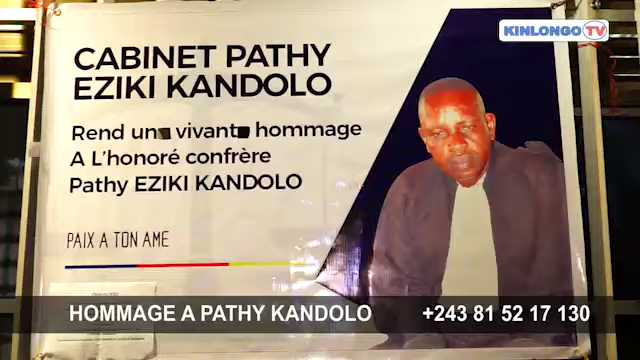 KINLONGO TV
CABINET PATHY
EZIKI KANDOLO
Rend un vivant hommage
A L'honoré confrère
Pathy EZIKI KANDOLO
PAIX A TON AME
HOMMAGE A PATHY KANDOLO +243 81 52 17 130